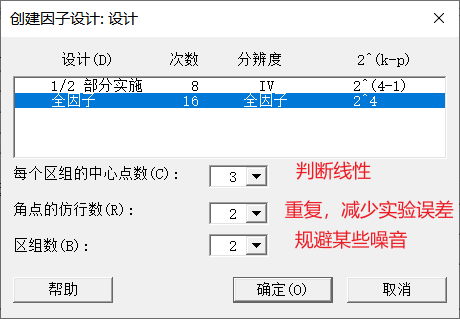 创建因子设计: 设计
设计(D) 次数 分辨度 2^(k-p)
1/2 部分实施 8 IV 2^(4-1)
全因子 16 全因子 2^4
每个区组的中心点数(C): 3 判断线性
角点的仿行数(R): 2 重复，减少实验误差
区组数(B): 2 规避某些噪音
帮助 确定(O) 取消